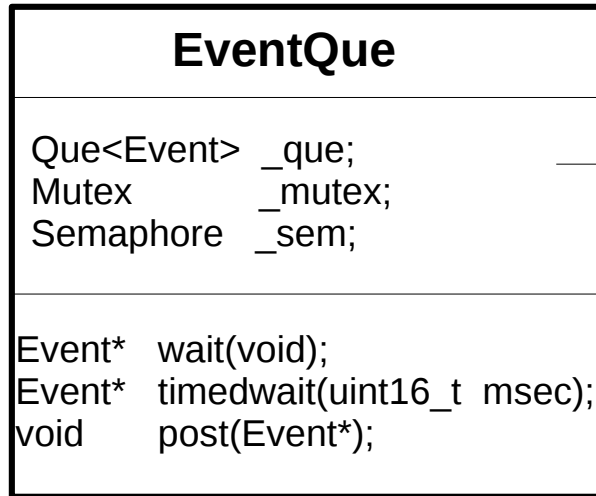 EventQue
Que<Event> _que;
Mutex _mutex;
Semaphore _sem;
Event* wait(void);
Event* timedwait(uint16_t msec);
void post(Event*);